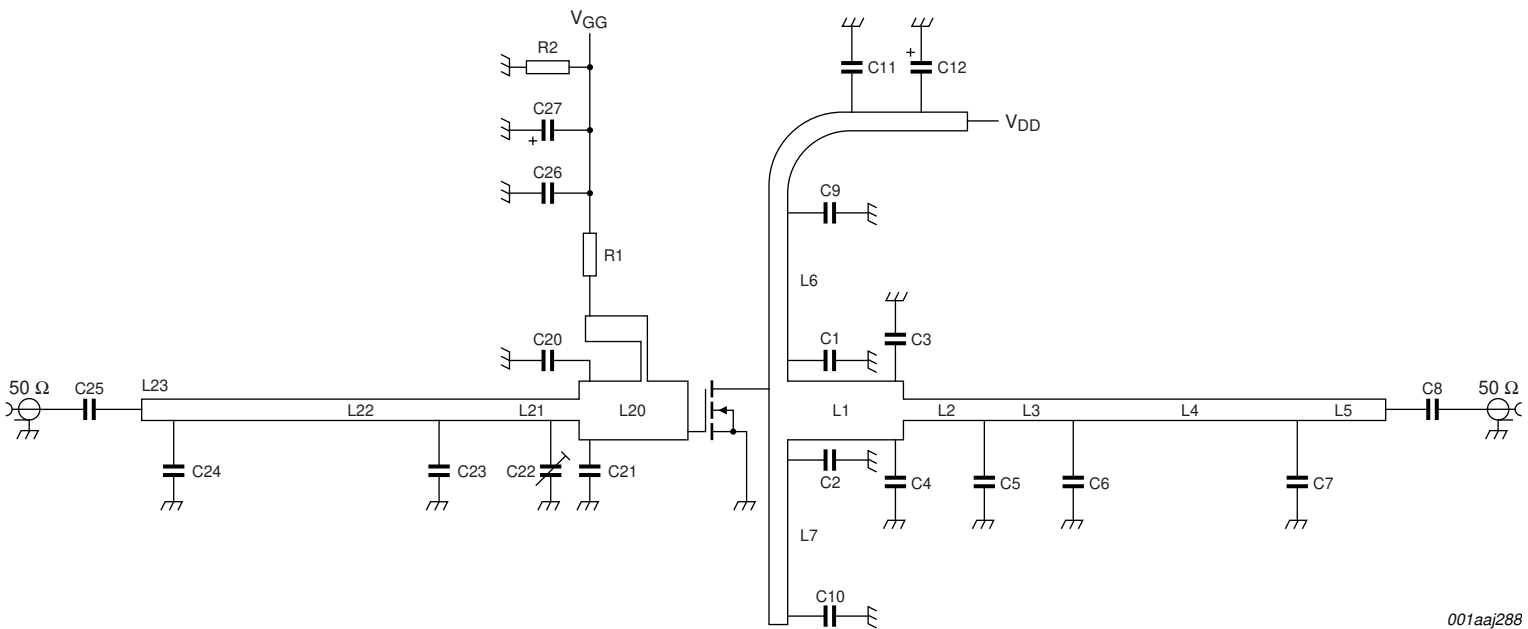 VGG
R2
C11
C12
+
C27
+
VDD
C26
C9
R1
L6
C20
C1
C3
50 Ω
C25
L23
L22
L21
L20
L1
L2
L3
L4
L5
C8
50 Ω
C24
C23
C22
C21
C2
C4
C5
C6
C7
L7
C10
001aaj288